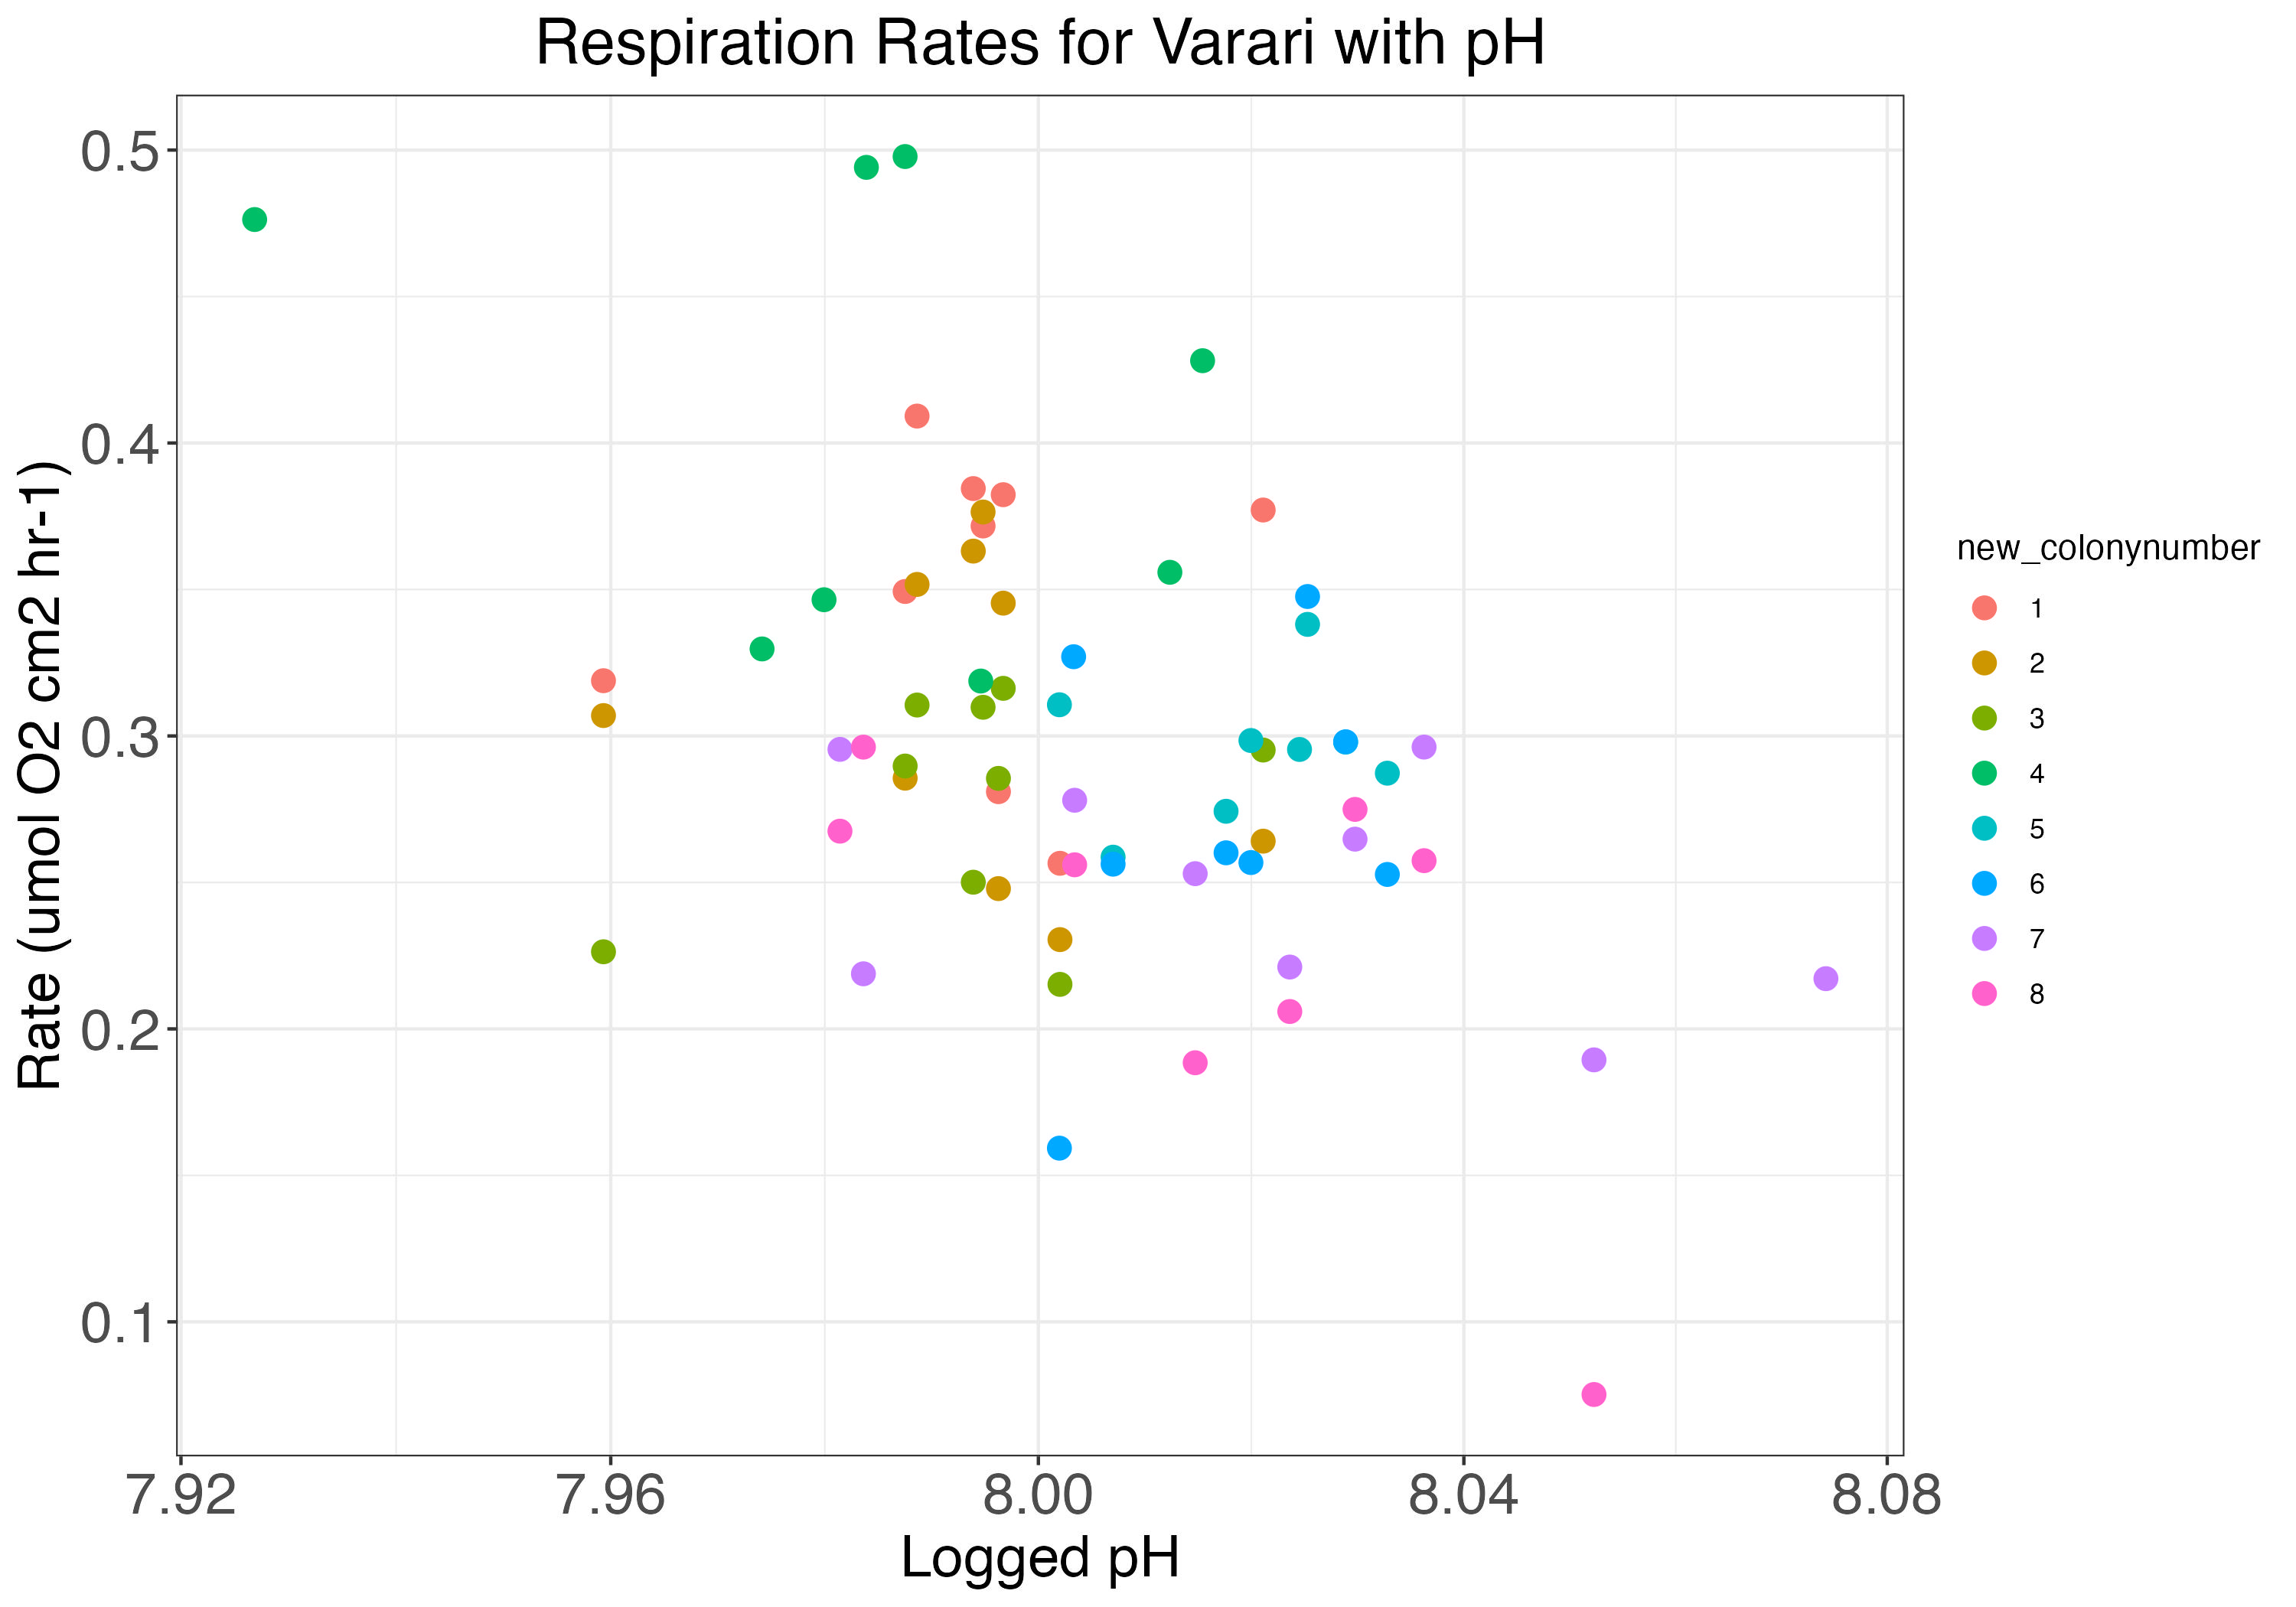 Respiration Rates for Varari with pH
Rate (umol O2 cm2 hr-1)
0.5
0.4
0.3
0.2
0.1
7.92 7.96 8.00 8.04 8.08
Logged pH
new_colonynumber
1
2
3
4
5
6
7
8